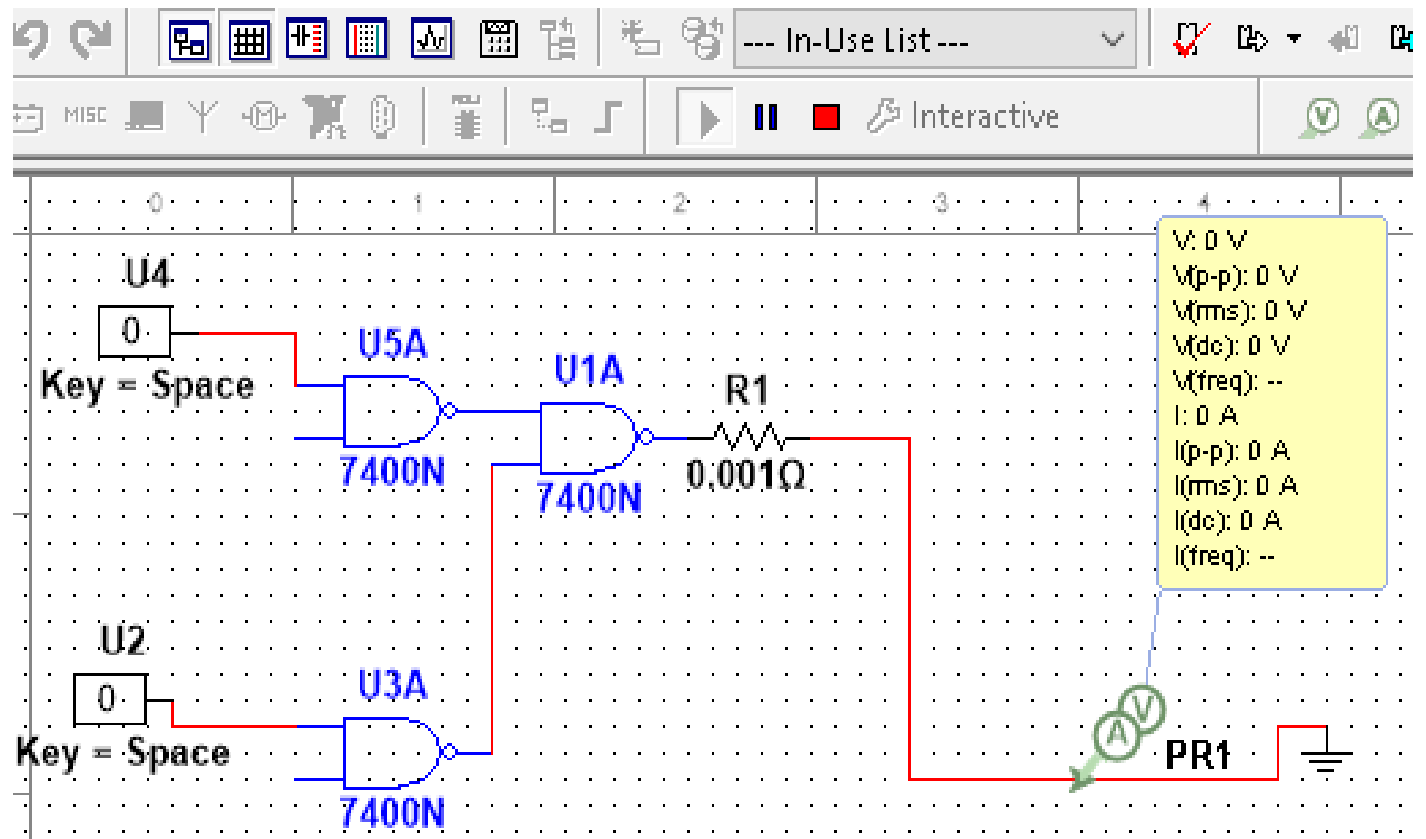 --- In-Use List ---
MISC
Interactive
V
A
0
1
2
3
4
U4
0
Key = Space
U5A
7400N
U1A
7400N
R1
0.001Ω
V: 0 V
V(p-p): 0 V
V(rms): 0 V
V(dc): 0 V
V(freq): --
I: 0 A
I(p-p): 0 A
I(rms): 0 A
I(dc): 0 A
I(freq): --
U2
0
Key = Space
U3A
7400N
V
A
PR1